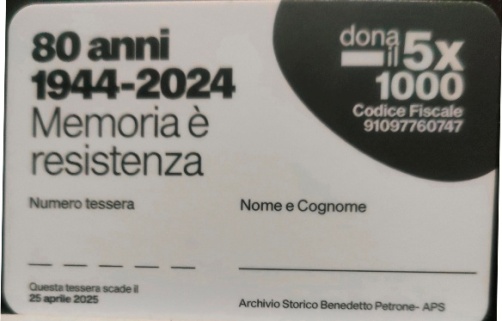 80 anni
1944-2024
Memoria è
resistenza
dona
il 5x
1000
Codice Fiscale
91097760747
Numero tessera
Nome e Cognome
Questa tessera scade il
25 aprile 2025
Archivio Storico Benedetto Petrone- APS